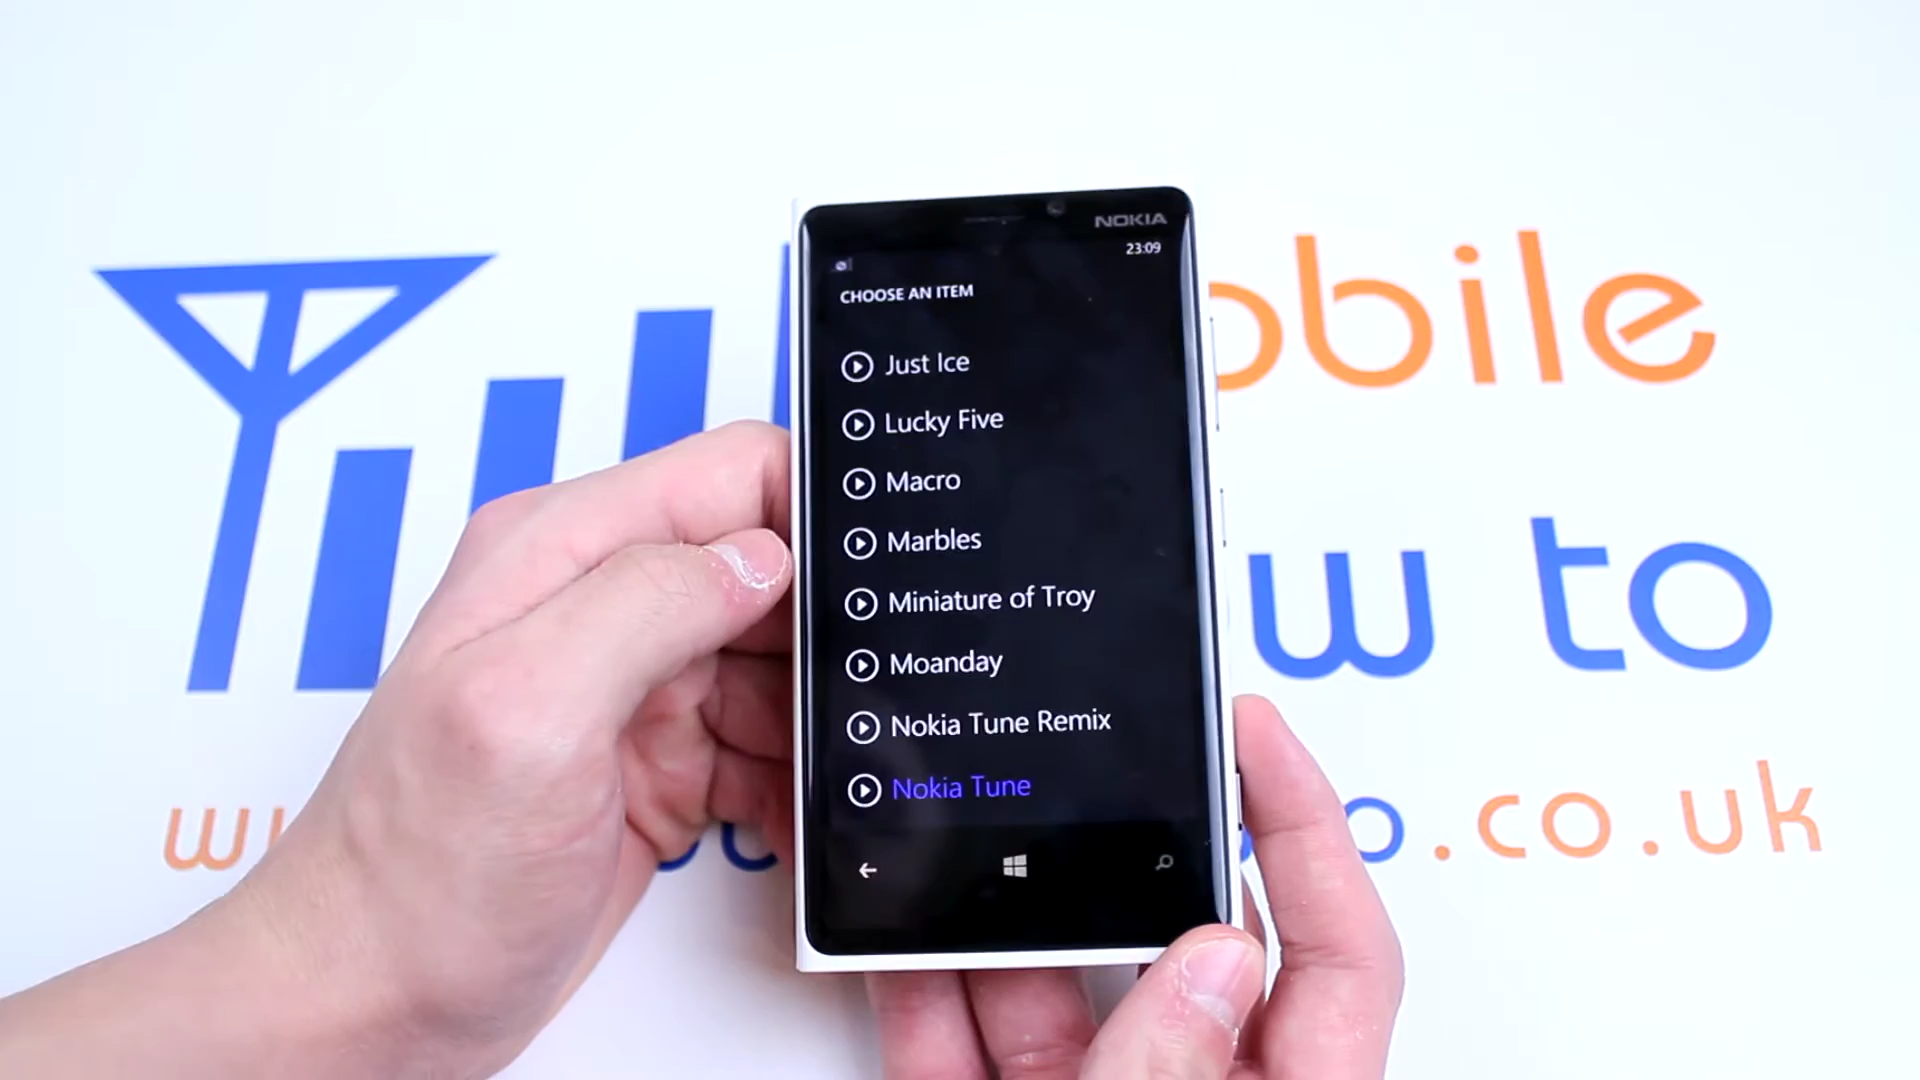 NOKIA
23:09
CHOOSE AN ITEM
Just Ice
Lucky Five
Macro
Marbles
Miniature of Troy
Moanday
Nokia Tune Remix
Nokia Tune
obile
w to
.co.uk